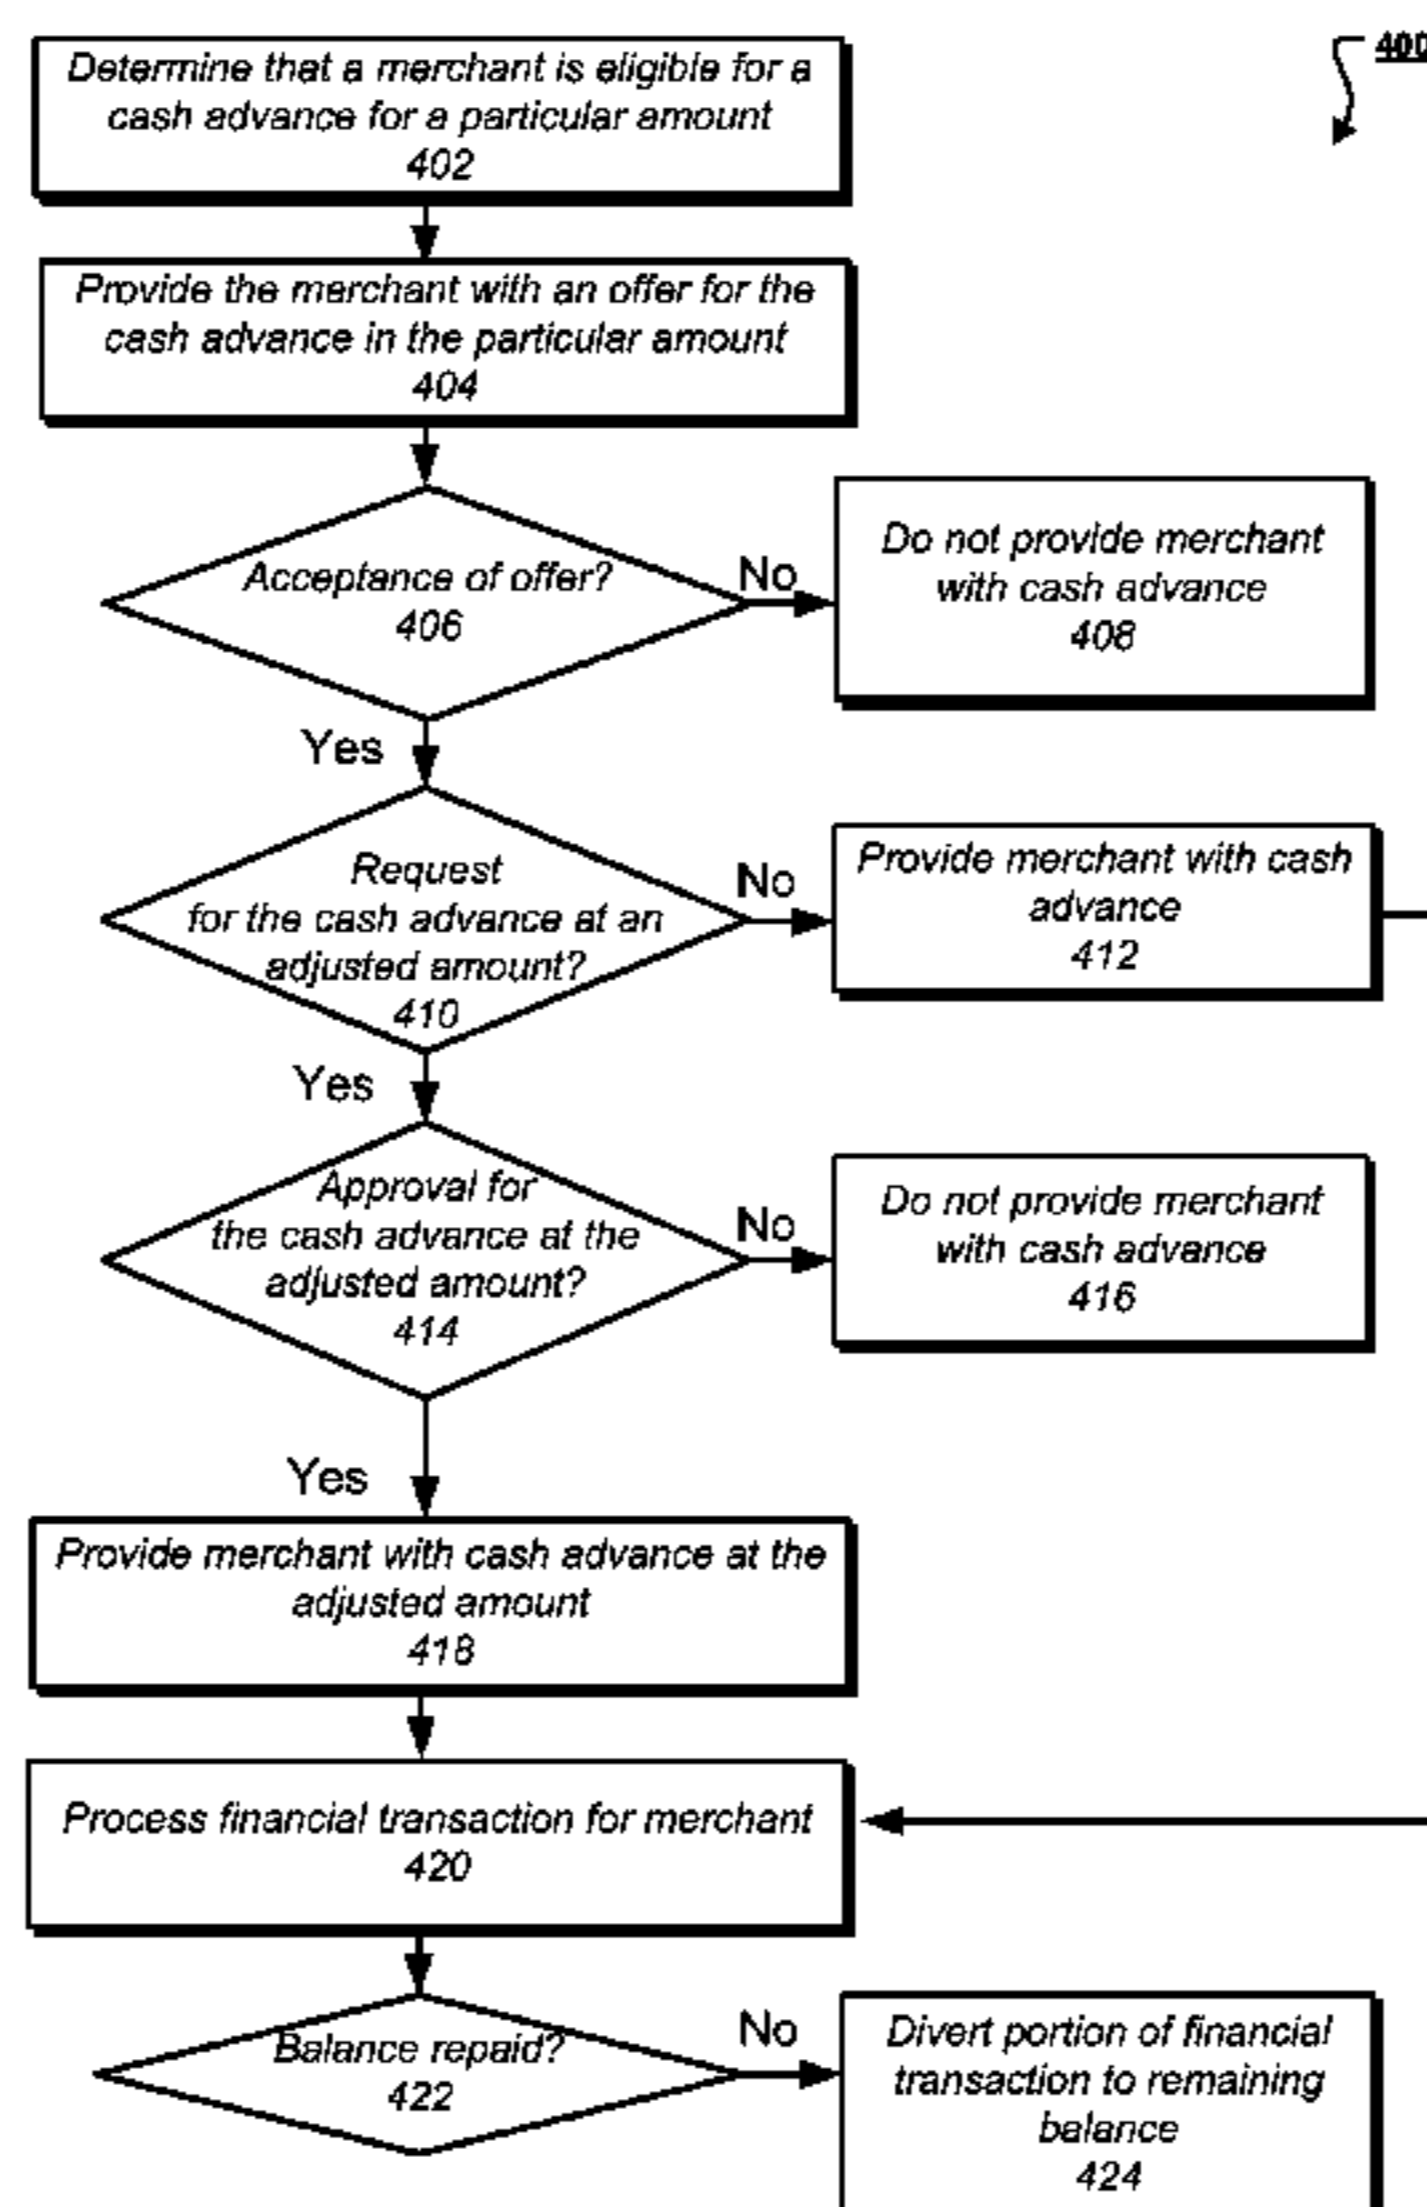 400
Determine that a merchant is eligible for a
cash advance for a particular amount
402
Provide the merchant with an offer for the
cash advance in the particular amount
404
Acceptance of offer?
406
No
Do not provide merchant
with cash advance
408
Yes
Request
for the cash advance at an
adjusted amount?
410
No
Provide merchant with cash
advance
412
Yes
Approval for
the cash advance at the
adjusted amount?
414
No
Do not provide merchant
with cash advance
416
Yes
Provide merchant with cash advance at the
adjusted amount
418
Process financial transaction for merchant
420
Balance repaid?
422
No
Divert portion of financial
transaction to remaining
balance
424